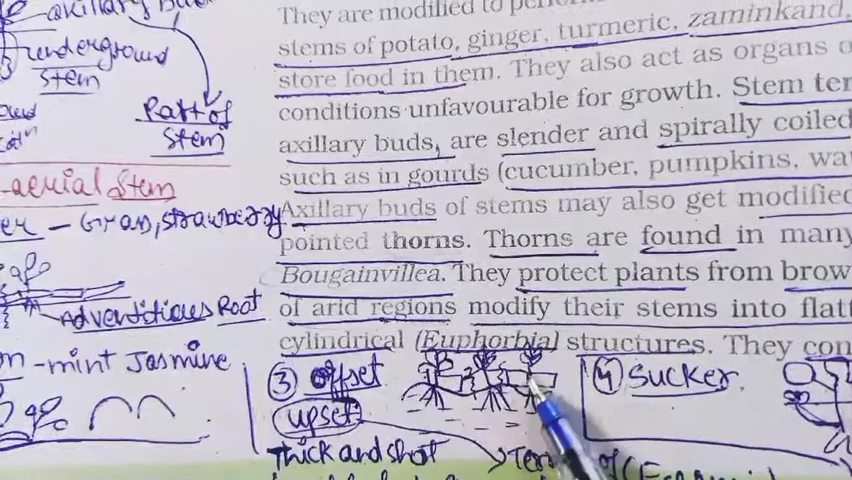 axillary
underground
stem
Part of
Stem
-aerial Stem
- Grass, strawberry
Adventitious Root
-mint Jasmine
They are modified to
stems of potato, ginger, turmeric, zaminkand,
store food in them. They also act as organs o
conditions unfavourable for growth. Stem ten
axillary buds, are slender and spirally coiled
such as in gourds (cucumber, pumpkins, wa
Axillary buds of stems may also get modified
pointed thorns. Thorns are found in many
Bougainvillea. They protect plants from brow
of arid regions modify their stems into flatt
cylindrical (Euphorbia) structures. They con
③ offset
upset
Thick and shot
④ Sucker